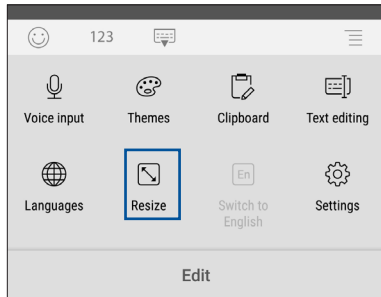 123
Voice input Themes Clipboard Text editing
Languages Resize En Switch to English Settings
Edit